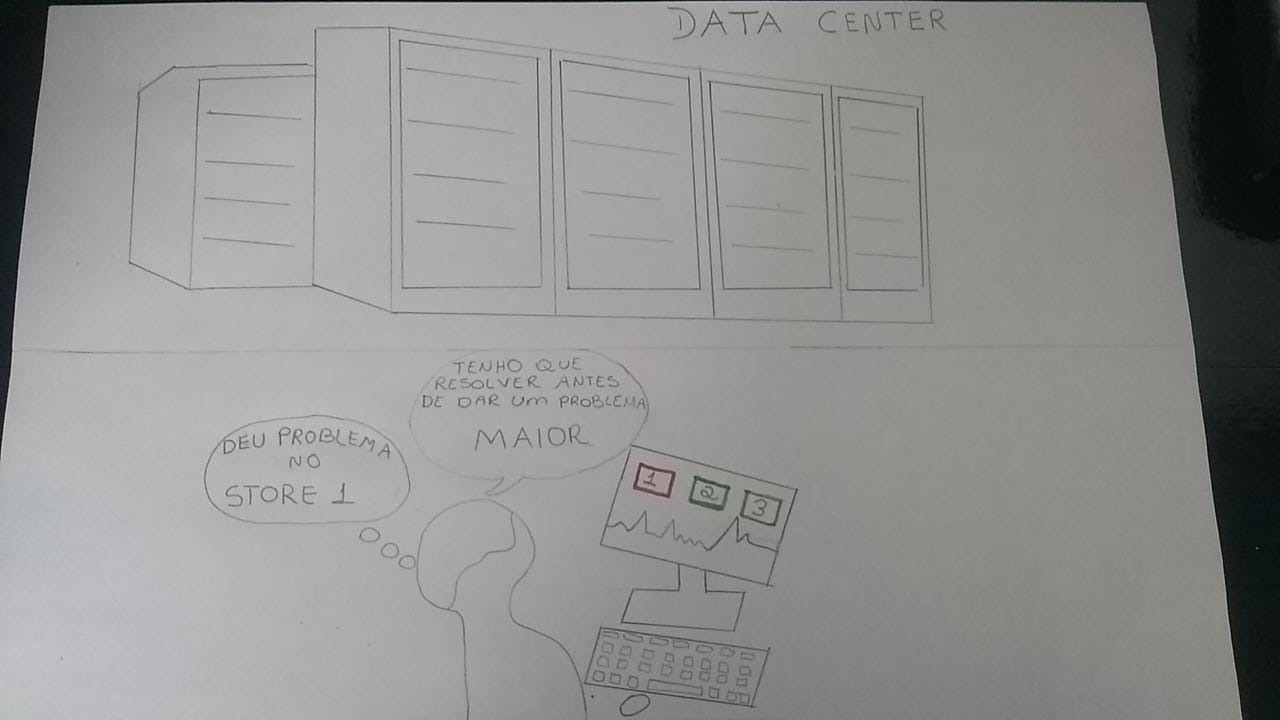 DATA CENTER
TENHO QUE
RESOLVER ANTES
DE DAR UM PROBLEMA
MAIOR
DEU PROBLEMA
NO
STORE 1
1 2 3